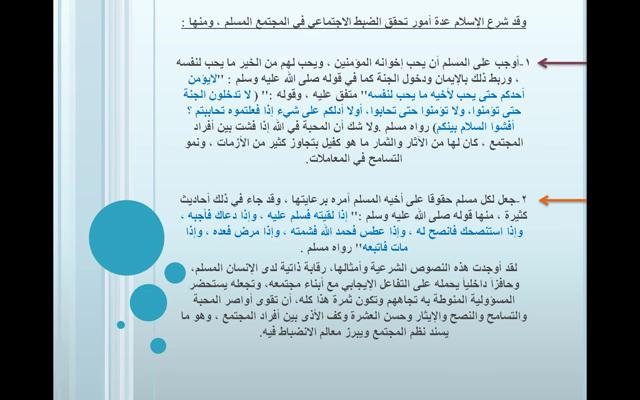 وقد شرع الإسلام عدة أمور تحقق الضبط الاجتماعي في المجتمع المسلم ، ومنها :
١-أوجب على المسلم أن يحب إخوانه المؤمنين ، ويحب لهم من الخير ما يحب لنفسه
، وربط ذلك بالإيمان ودخول الجنة كما في قوله صلى الله عليه وسلم : "لايؤمن
أحدكم حتى يحب لأخيه ما يحب لنفسه" متفق عليه ، وقوله :" ( لا تدخلون الجنة
حتى تؤمنوا، ولا تؤمنوا حتى تحابوا، أولا أدلكم على شيء إذا فعلتموه تحاببتم ؟
أفشوا السلام بينكم) رواه مسلم .ولا شك أن المحبة في الله إذا فشت بين أفراد
المجتمع ، كان لها من الآثار والثمار ما هو كفيل بتجاوز كثير من الأزمات ، ونمو
التسامح في المعاملات.
٢-جعل لكل مسلم حقوقا على أخيه المسلم أمره برعايتها ، وقد جاء في ذلك أحاديث
كثيرة ، منها قوله صلى الله عليه وسلم :" إذا لقيته فسلم عليه ، وإذا دعاك فأجبه ،
وإذا استنصحك فانصح له ، وإذا عطس فحمد الله فشمته ، وإذا مرض فعده ، وإذا
مات فاتبعه" رواه مسلم .
لقد أوجدت هذه النصوص الشرعية وأمثالها، رقابة ذاتية لدى الإنسان المسلم،
وحافزاً داخلياً يحمله على التفاعل الإيجابي مع أبناء مجتمعه، وتجعله يستحضر
المسؤولية المنوطة به تجاههم وتكون ثمرة هذا كله، أن تقوى أواصر المحبة
والتسامح والنصح والإيثار وحسن العشرة وكف الأذى بين أفراد المجتمع ، وهو ما
يسند نظم المجتمع ويبرز معالم الانضباط فيه.